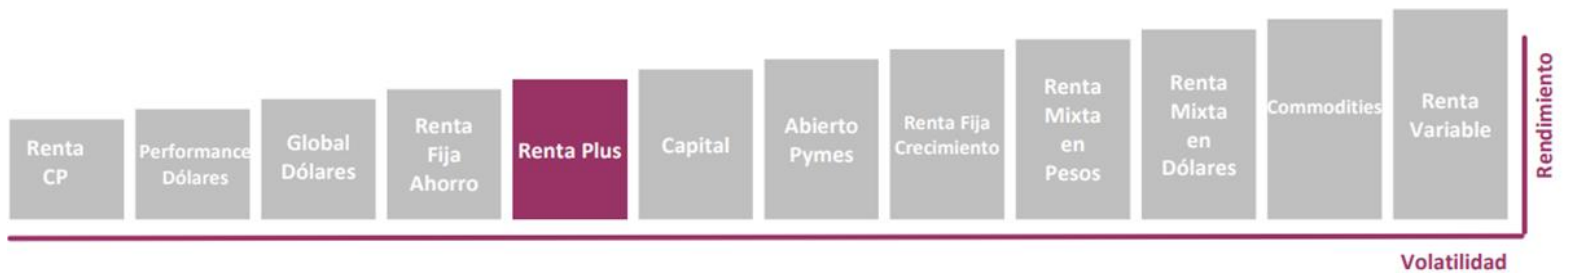 Renta
CP
Performance
Dólares
Global
Dólares
Renta
Fija
Ahorro
Renta Plus
Capital
Abierto
Pymes
Renta Fija
Crecimiento
Renta
Mixta
en
Pesos
Renta
Mixta
en
Dólares
Commodities
Renta
Variable
Rendimiento
Volatilidad